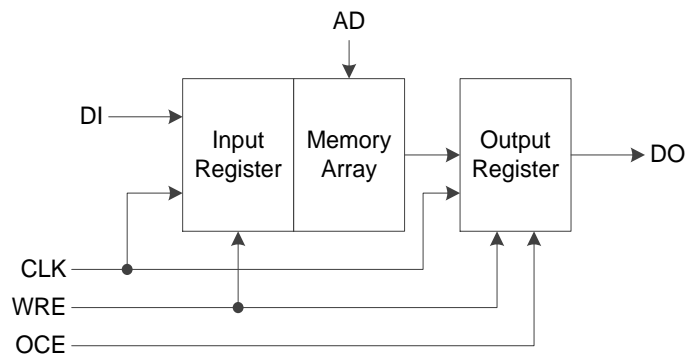 AD
DI
Input
Register
Memory
Array
Output
Register
DO
CLK
WRE
OCE